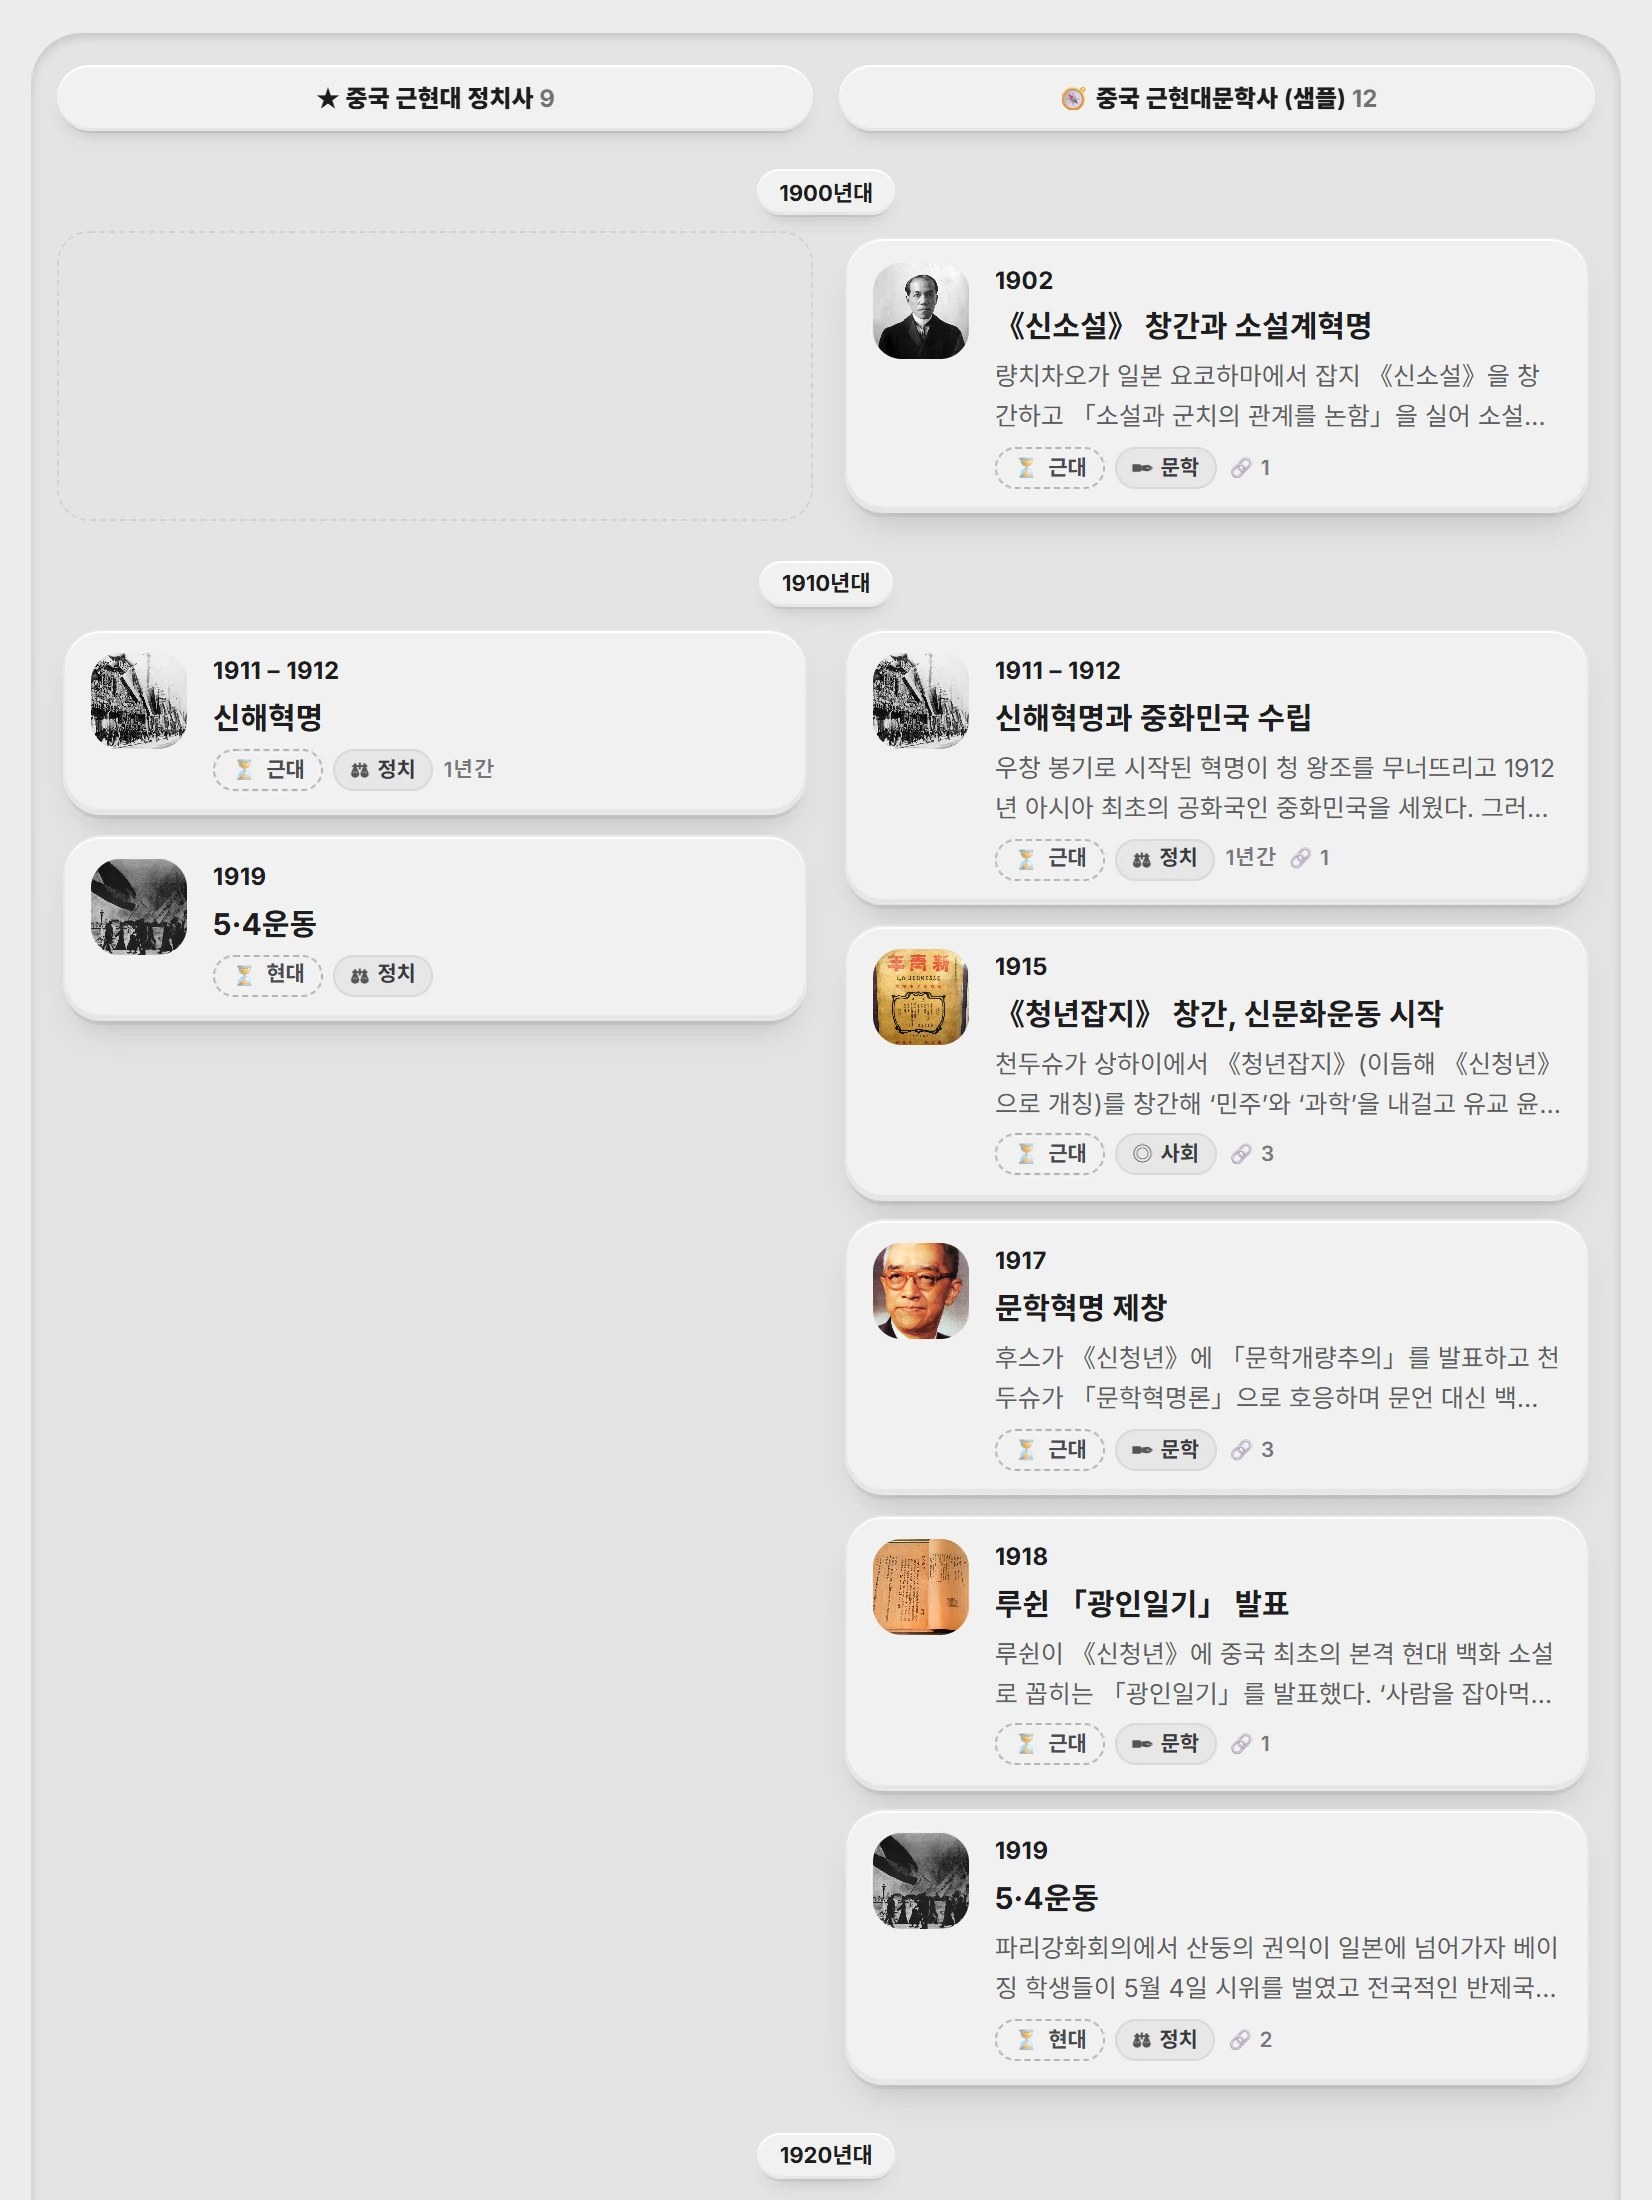 ★ 중국 근현대 정치사 9
🧭 중국 근현대문학사 (샘플) 12
1900년대
1902
《신소설》 창간과 소설계혁명
량치차오가 일본 요코하마에서 잡지 《신소설》을 창
간하고 「소설과 군치의 관계를 논함」을 실어 소설...
⏳ 근대 ✒ 문학 🔗 1
1910년대
1911 – 1912
신해혁명
⏳ 근대 정치 1년간
1919
5·4운동
⏳ 현대 정치
1911 – 1912
신해혁명과 중화민국 수립
우창 봉기로 시작된 혁명이 청 왕조를 무너뜨리고 1912
년 아시아 최초의 공화국인 중화민국을 세웠다. 그러...
⏳ 근대 정치 1년간 🔗 1
新靑年
LA JEUNESSE
1915
《청년잡지》 창간, 신문화운동 시작
천두슈가 상하이에서 《청년잡지》(이듬해 《신청년》
으로 개칭)를 창간해 ‘민주’와 ‘과학’을 내걸고 유교 윤...
⏳ 근대 ◎ 사회 🔗 3
1917
문학혁명 제창
후스가 《신청년》에 「문학개량추의」를 발표하고 천
두슈가 「문학혁명론」으로 호응하며 문언 대신 백...
⏳ 근대 ✒ 문학 🔗 3
1918
루쉰 「광인일기」 발표
루쉰이 《신청년》에 중국 최초의 본격 현대 백화 소설
로 꼽히는 「광인일기」를 발표했다. ‘사람을 잡아먹...
⏳ 근대 ✒ 문학 🔗 1
1919
5·4운동
파리강화회의에서 산둥의 권익이 일본에 넘어가자 베이
징 학생들이 5월 4일 시위를 벌였고 전국적인 반제국...
⏳ 현대 정치 🔗 2
1920년대